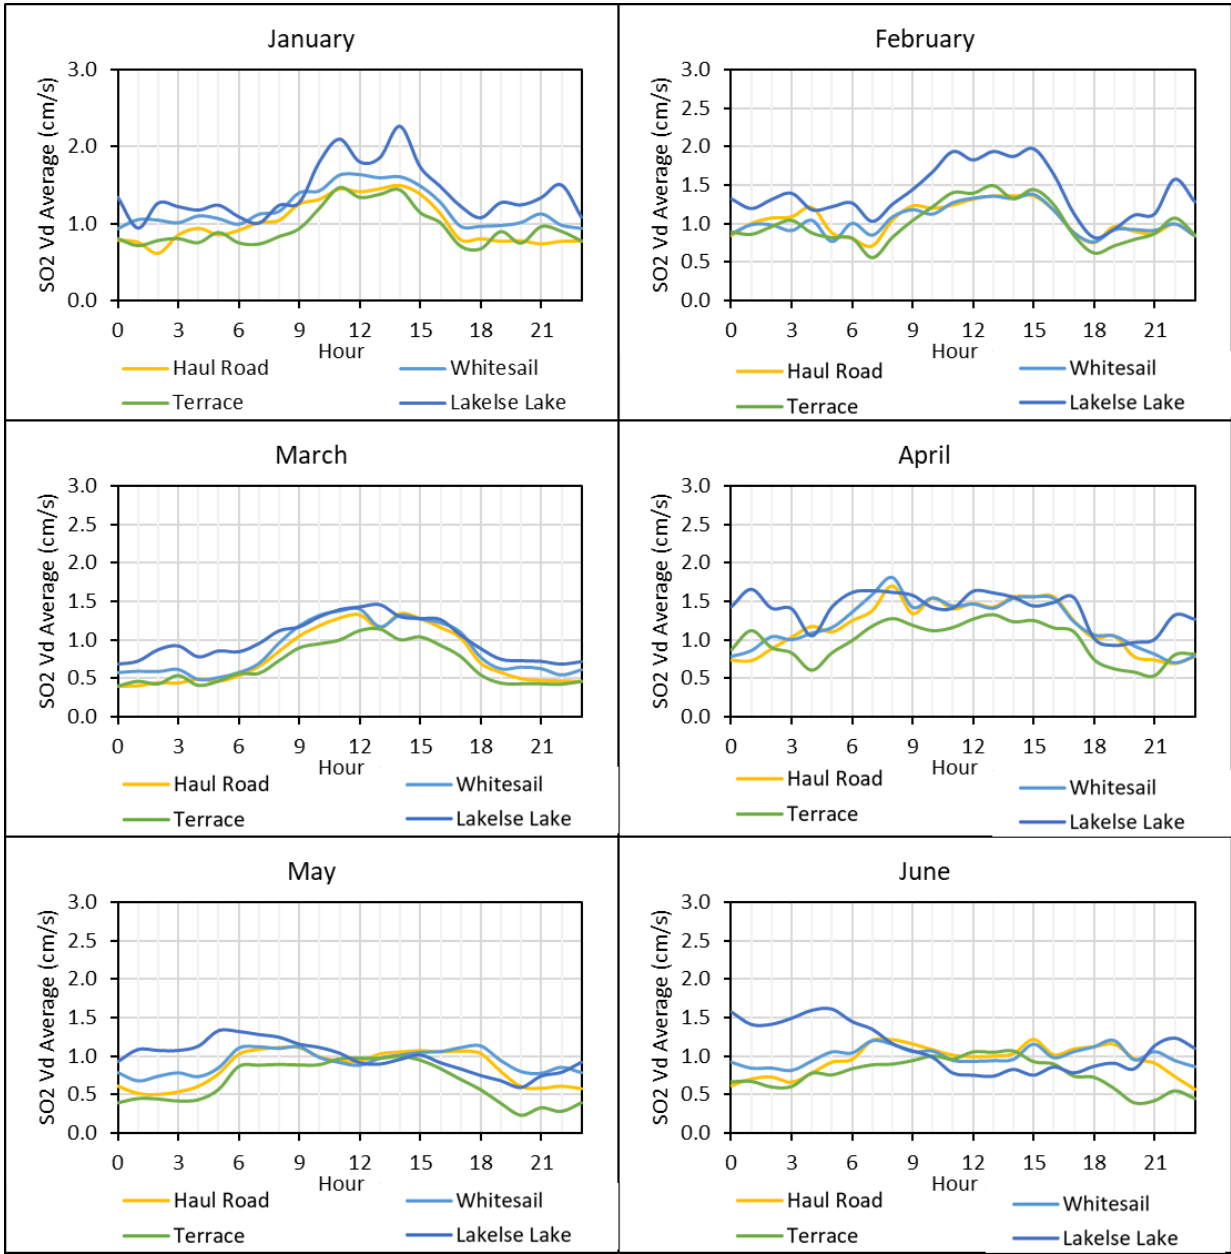 January
SO2 Vd Average (cm/s)
3.0
2.0
1.0
0.0
0 3 6 9 12 15 18 21
Hour
Haul Road Whitesail
Terrace Lakelse Lake
February
SO2 Vd Average (cm/s)
3.0
2.5
2.0
1.5
1.0
0.5
0.0
0 3 6 9 12 15 18 21
Hour
Haul Road Whitesail
Terrace Lakelse Lake
March
SO2 Vd Average (cm/s)
3.0
2.5
2.0
1.5
1.0
0.5
0.0
0 3 6 9 12 15 18 21
Hour
Haul Road Whitesail
Terrace Lakelse Lake
April
SO2 Vd Average (cm/s)
3.0
2.5
2.0
1.5
1.0
0.5
0.0
0 3 6 9 12 15 18 21
Hour
Haul Road Whitesail
Terrace Lakelse Lake
May
SO2 Vd Average (cm/s)
3.0
2.5
2.0
1.5
1.0
0.5
0.0
0 3 6 9 12 15 18 21
Hour
Haul Road Whitesail
Terrace Lakelse Lake
June
SO2 Vd Average (cm/s)
3.0
2.5
2.0
1.5
1.0
0.5
0.0
0 3 6 9 12 15 18 21
Hour
Haul Road Whitesail
Terrace Lakelse Lake